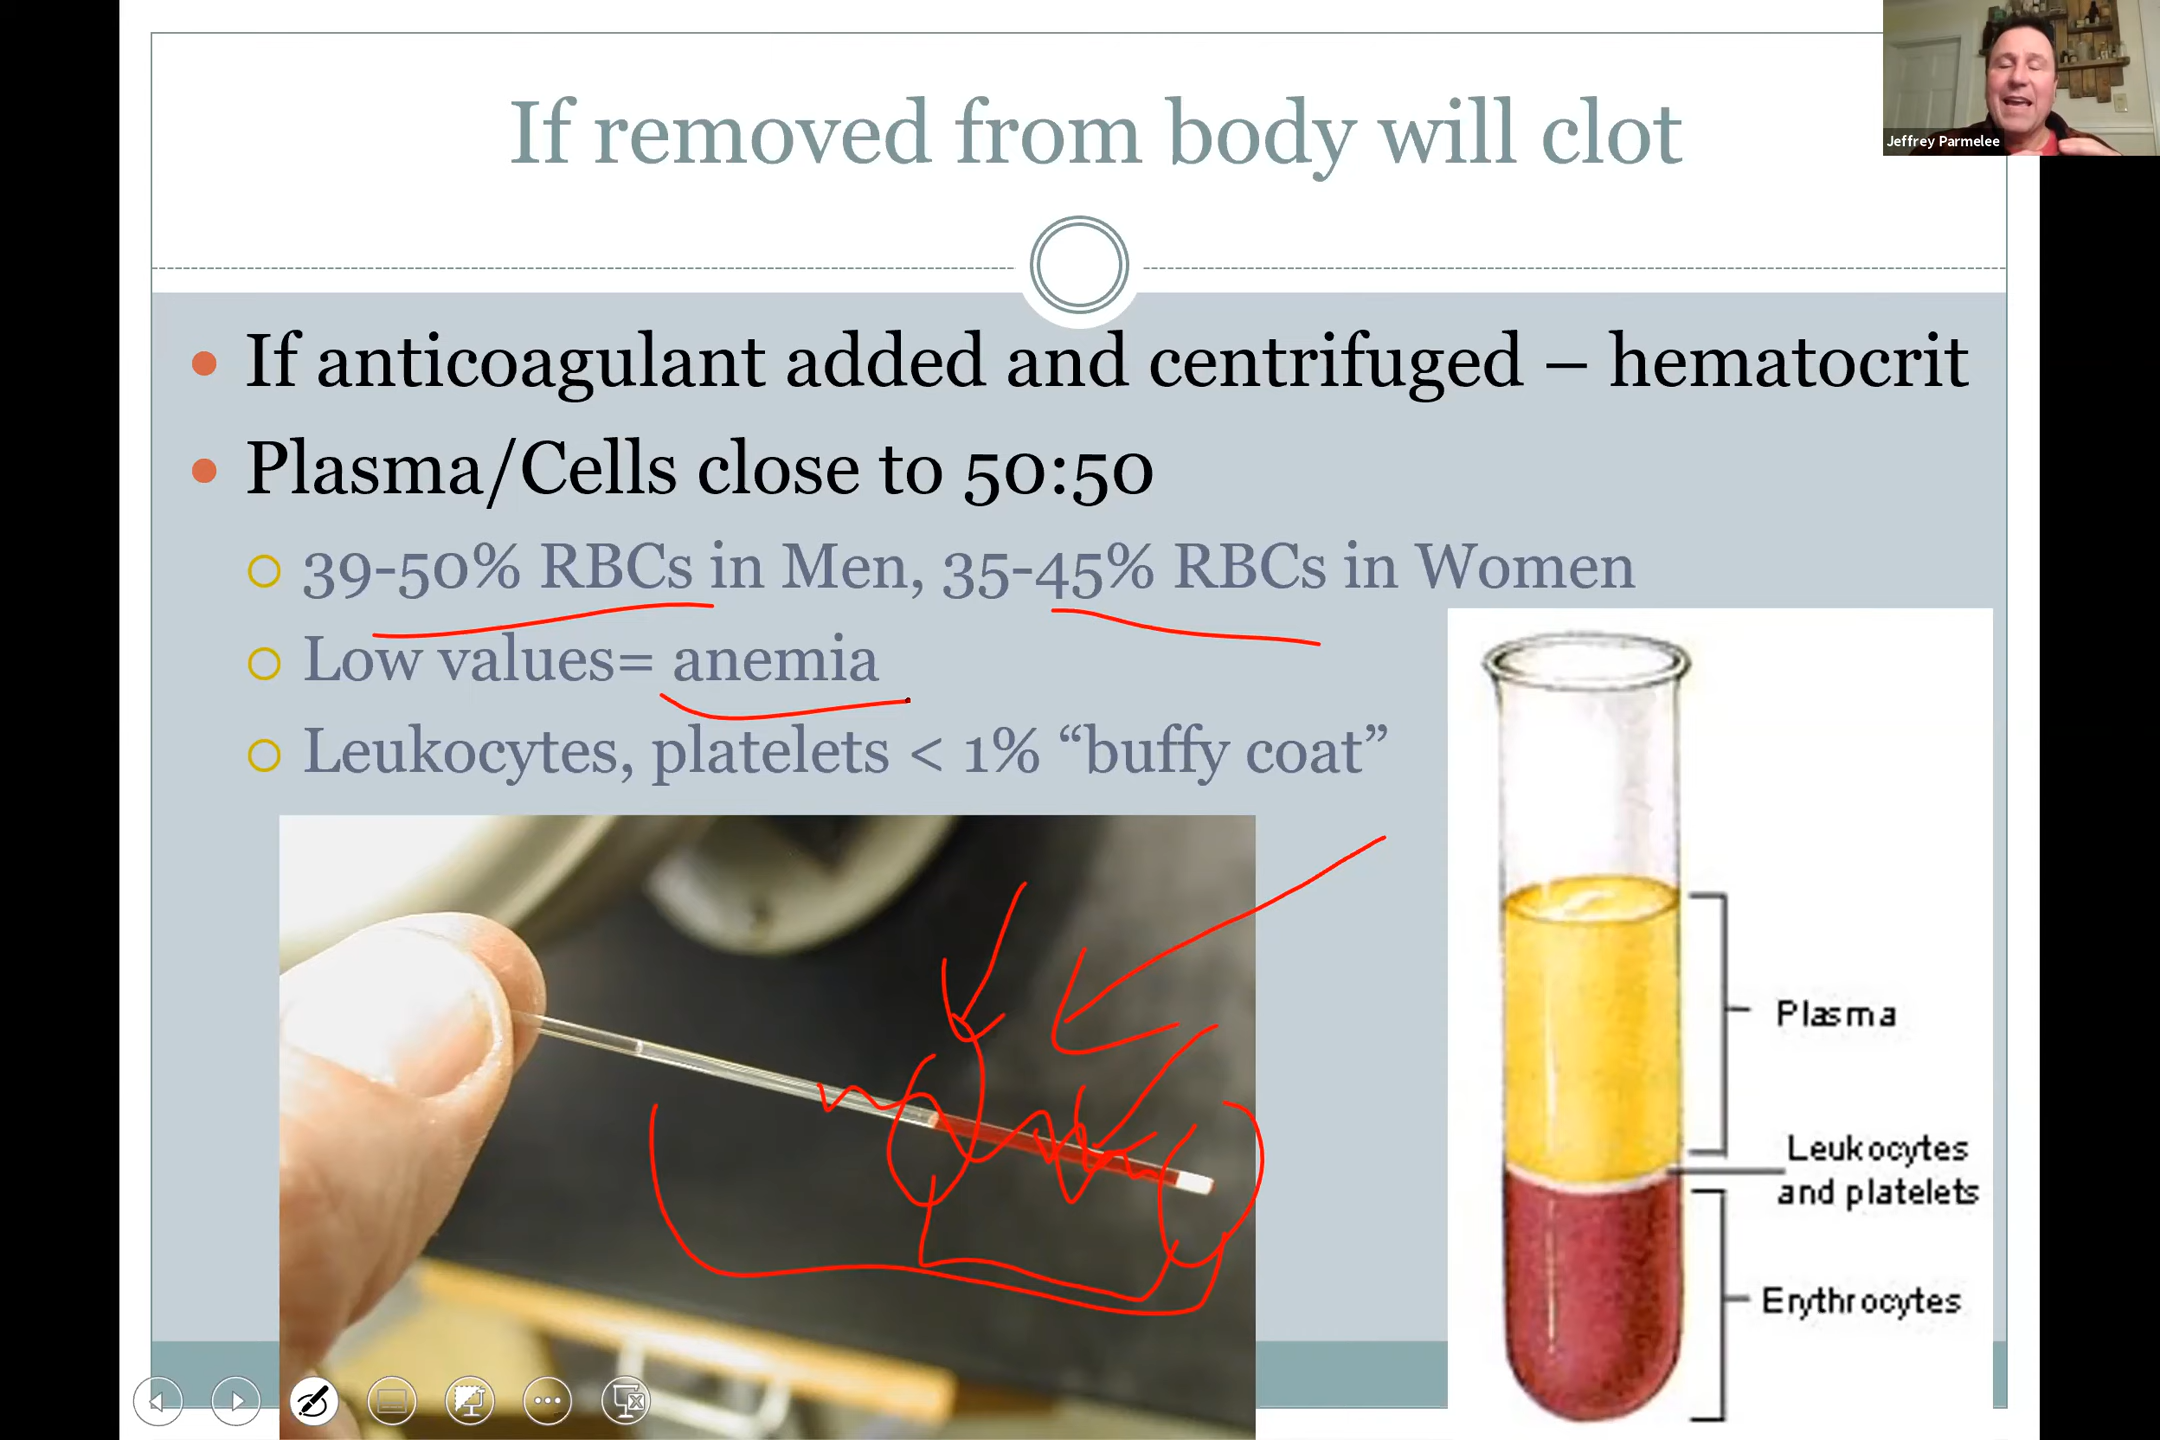 If removed from body will clot
Jeffrey Parmelee
If anticoagulant added and centrifuged – hematocrit
Plasma/Cells close to 50:50
39-50% RBCs in Men, 35-45% RBCs in Women
Low values= anemia
Leukocytes, platelets < 1% “buffy coat”
Plasma
Leukocytes
and platelets
Erythrocytes